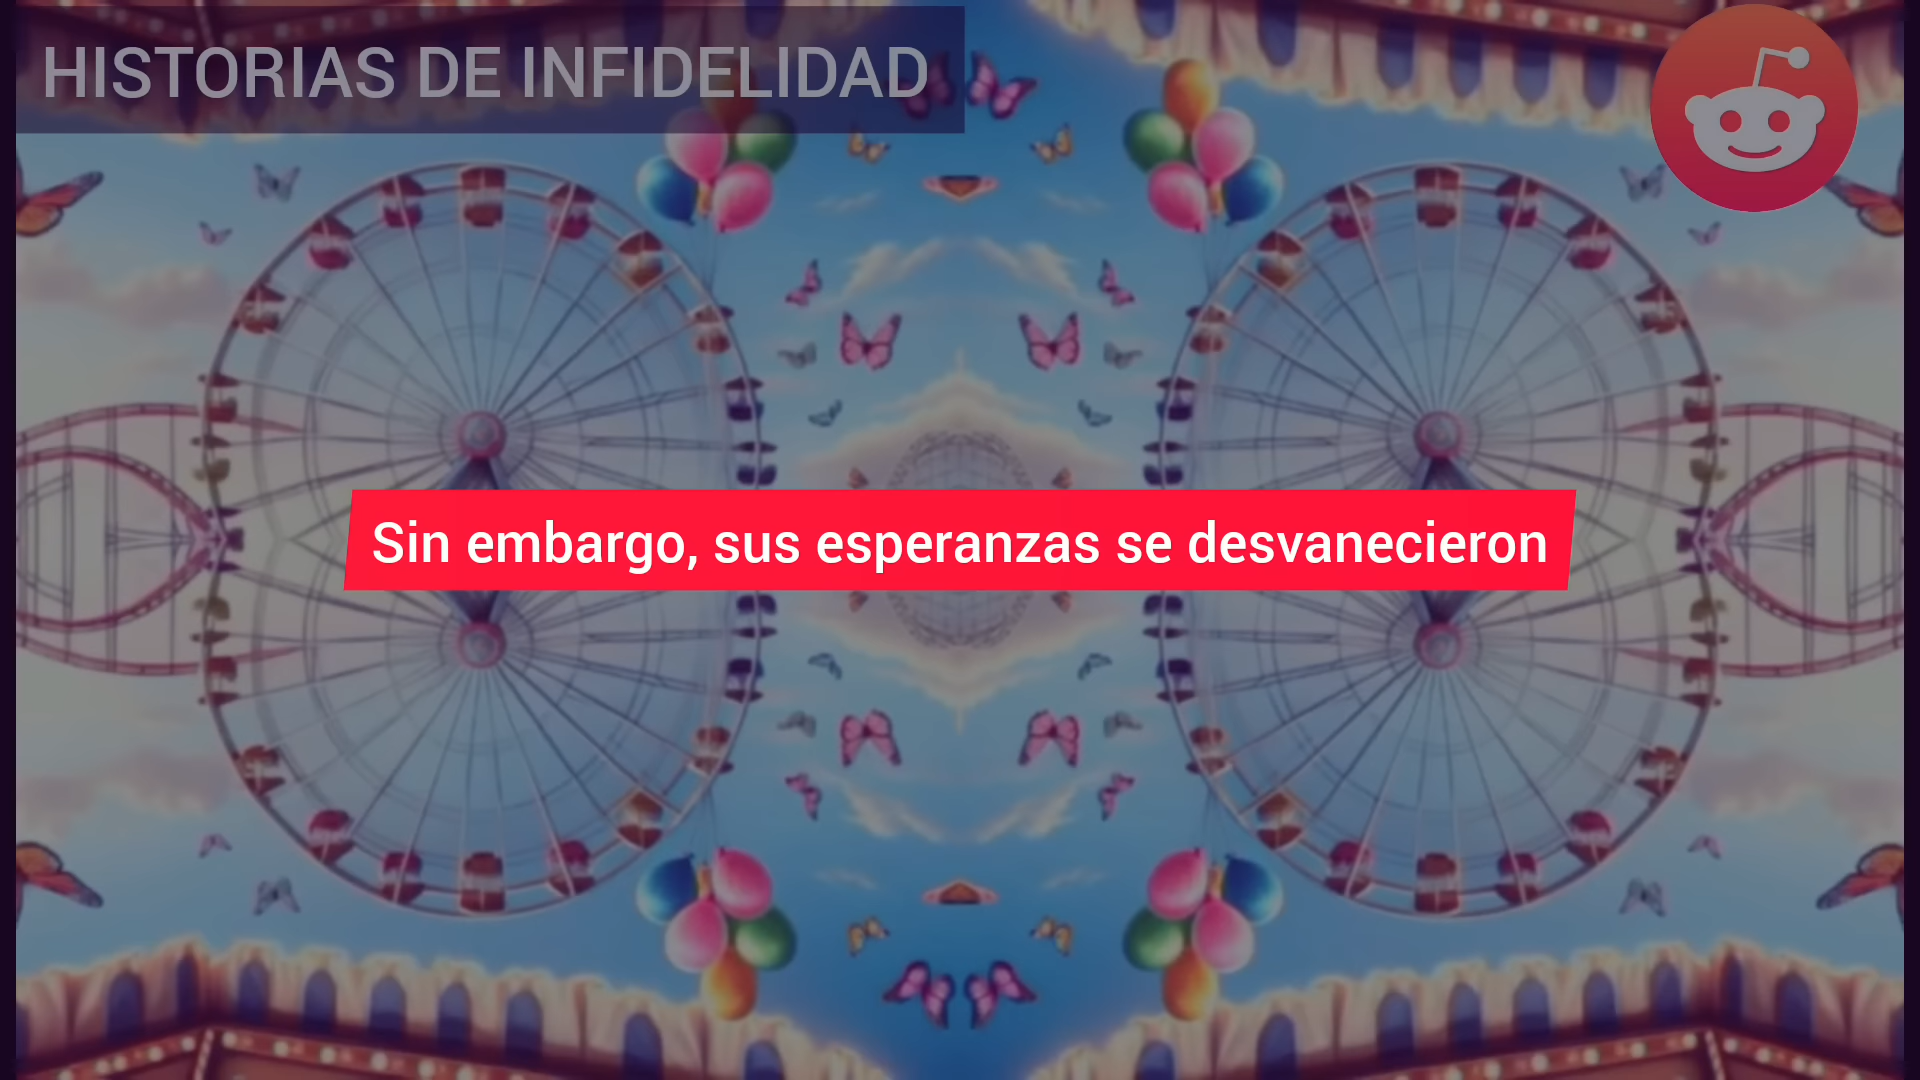 HISTORIAS DE INFIDELIDAD
Sin embargo, sus esperanzas se desvanecieron